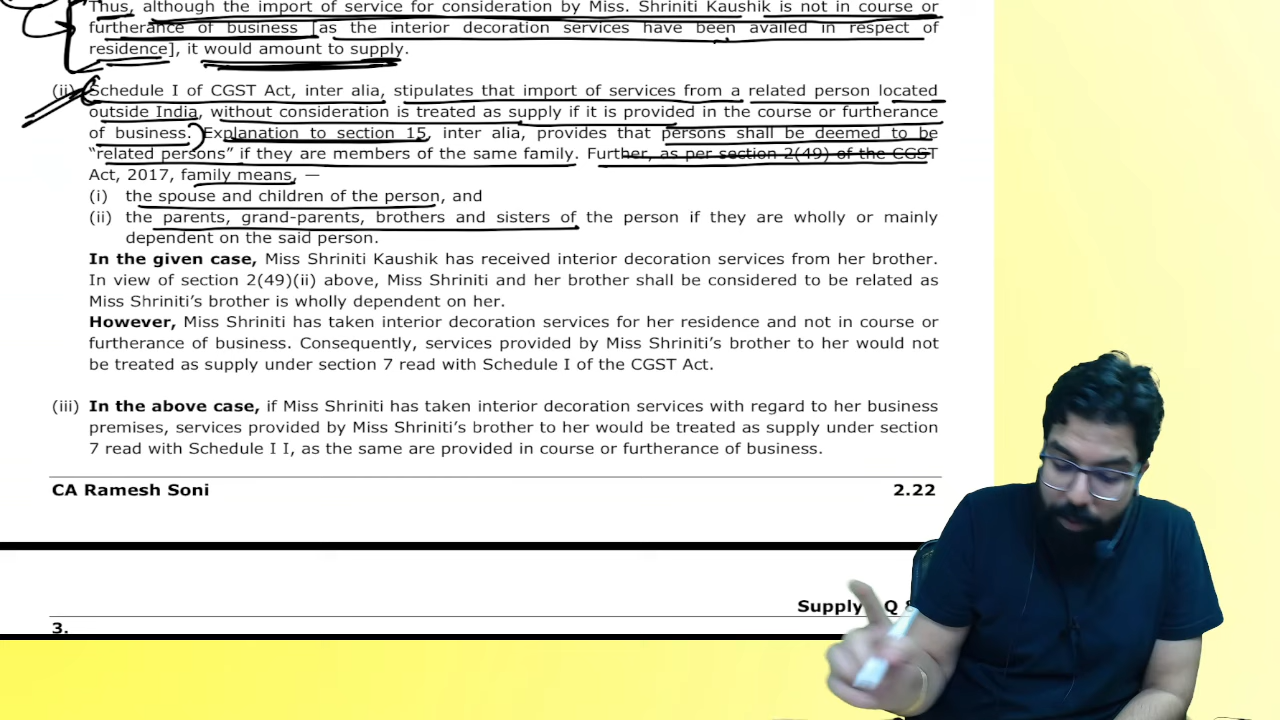 Thus, although the import of service for consideration by Miss. Shriniti Kaushik is not in course or
furtherance of business [as the interior decoration services have been availed in respect of
residence], it would amount to supply.
(ii) Schedule I of CGST Act, inter alia, stipulates that import of services from a related person located
outside India, without consideration is treated as supply if it is provided in the course or furtherance
of business. Explanation to section 15, inter alia, provides that persons shall be deemed to be
“related persons” if they are members of the same family. Further, as per section 2(49) of the CGST
Act, 2017, family means, —
(i) the spouse and children of the person, and
(ii) the parents, grand-parents, brothers and sisters of the person if they are wholly or mainly
dependent on the said person.
In the given case, Miss Shriniti Kaushik has received interior decoration services from her brother.
In view of section 2(49)(ii) above, Miss Shriniti and her brother shall be considered to be related as
Miss Shriniti’s brother is wholly dependent on her.
However, Miss Shriniti has taken interior decoration services for her residence and not in course or
furtherance of business. Consequently, services provided by Miss Shriniti’s brother to her would not
be treated as supply under section 7 read with Schedule I of the CGST Act.
(iii) In the above case, if Miss Shriniti has taken interior decoration services with regard to her business
premises, services provided by Miss Shriniti’s brother to her would be treated as supply under section
7 read with Schedule I I, as the same are provided in course or furtherance of business.
CA Ramesh Soni 2.22
Supply Q
3.